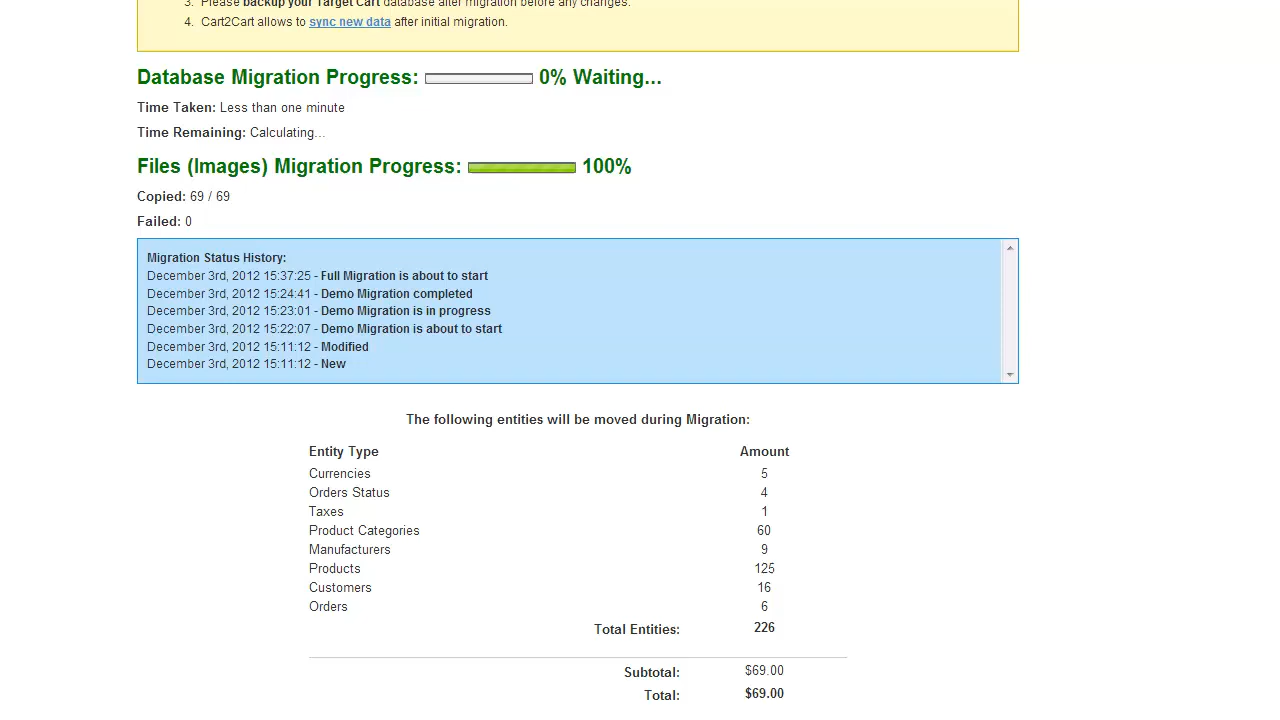 3. Please backup your Target Cart database after migration before any changes.
4. Cart2Cart allows to sync new data after initial migration.
Database Migration Progress: 0% Waiting...
Time Taken: Less than one minute
Time Remaining: Calculating...
Files (Images) Migration Progress: 100%
Copied: 69 / 69
Failed: 0
Migration Status History:
December 3rd, 2012 15:37:25 - Full Migration is about to start
December 3rd, 2012 15:24:41 - Demo Migration completed
December 3rd, 2012 15:23:01 - Demo Migration is in progress
December 3rd, 2012 15:22:07 - Demo Migration is about to start
December 3rd, 2012 15:11:12 - Modified
December 3rd, 2012 15:11:12 - New
The following entities will be moved during Migration:
Entity Type Amount
Currencies 5
Orders Status 4
Taxes 1
Product Categories 60
Manufacturers 9
Products 125
Customers 16
Orders 6
Total Entities: 226
Subtotal: $69.00
Total: $69.00